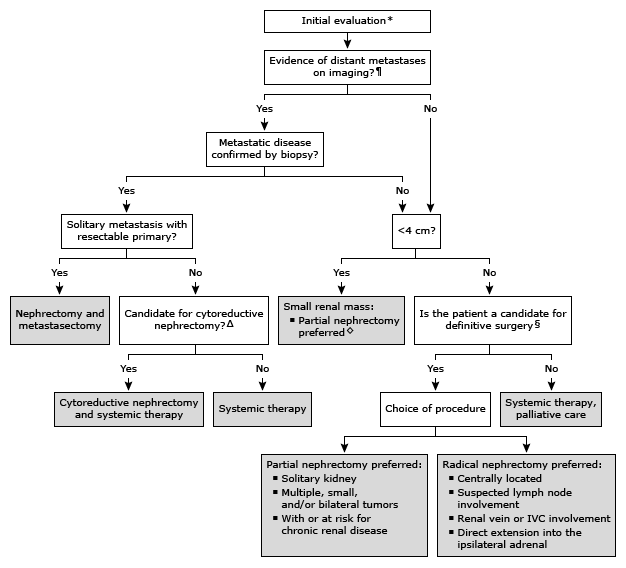 Initial evaluation*
Evidence of distant metastases
on imaging?¶
Yes
No
Metastatic disease
confirmed by biopsy?
Yes
No
Solitary metastasis with
resectable primary?
<4 cm?
Yes
No
Yes
No
Nephrectomy and
metastasectomy
Candidate for cytoreductive
nephrectomy?Δ
Small renal mass:
▪ Partial nephrectomy
preferred◇
Is the patient a candidate for
definitive surgery§
Yes
No
Yes
No
Cytoreductive nephrectomy
and systemic therapy
Systemic therapy
Choice of procedure
Systemic therapy,
palliative care
Partial nephrectomy preferred:
▪ Solitary kidney
▪ Multiple, small,
and/or bilateral tumors
▪ With or at risk for
chronic renal disease
Radical nephrectomy preferred:
▪ Centrally located
▪ Suspected lymph node
involvement
▪ Renal vein or IVC involvement
▪ Direct extension into the
ipsilateral adrenal